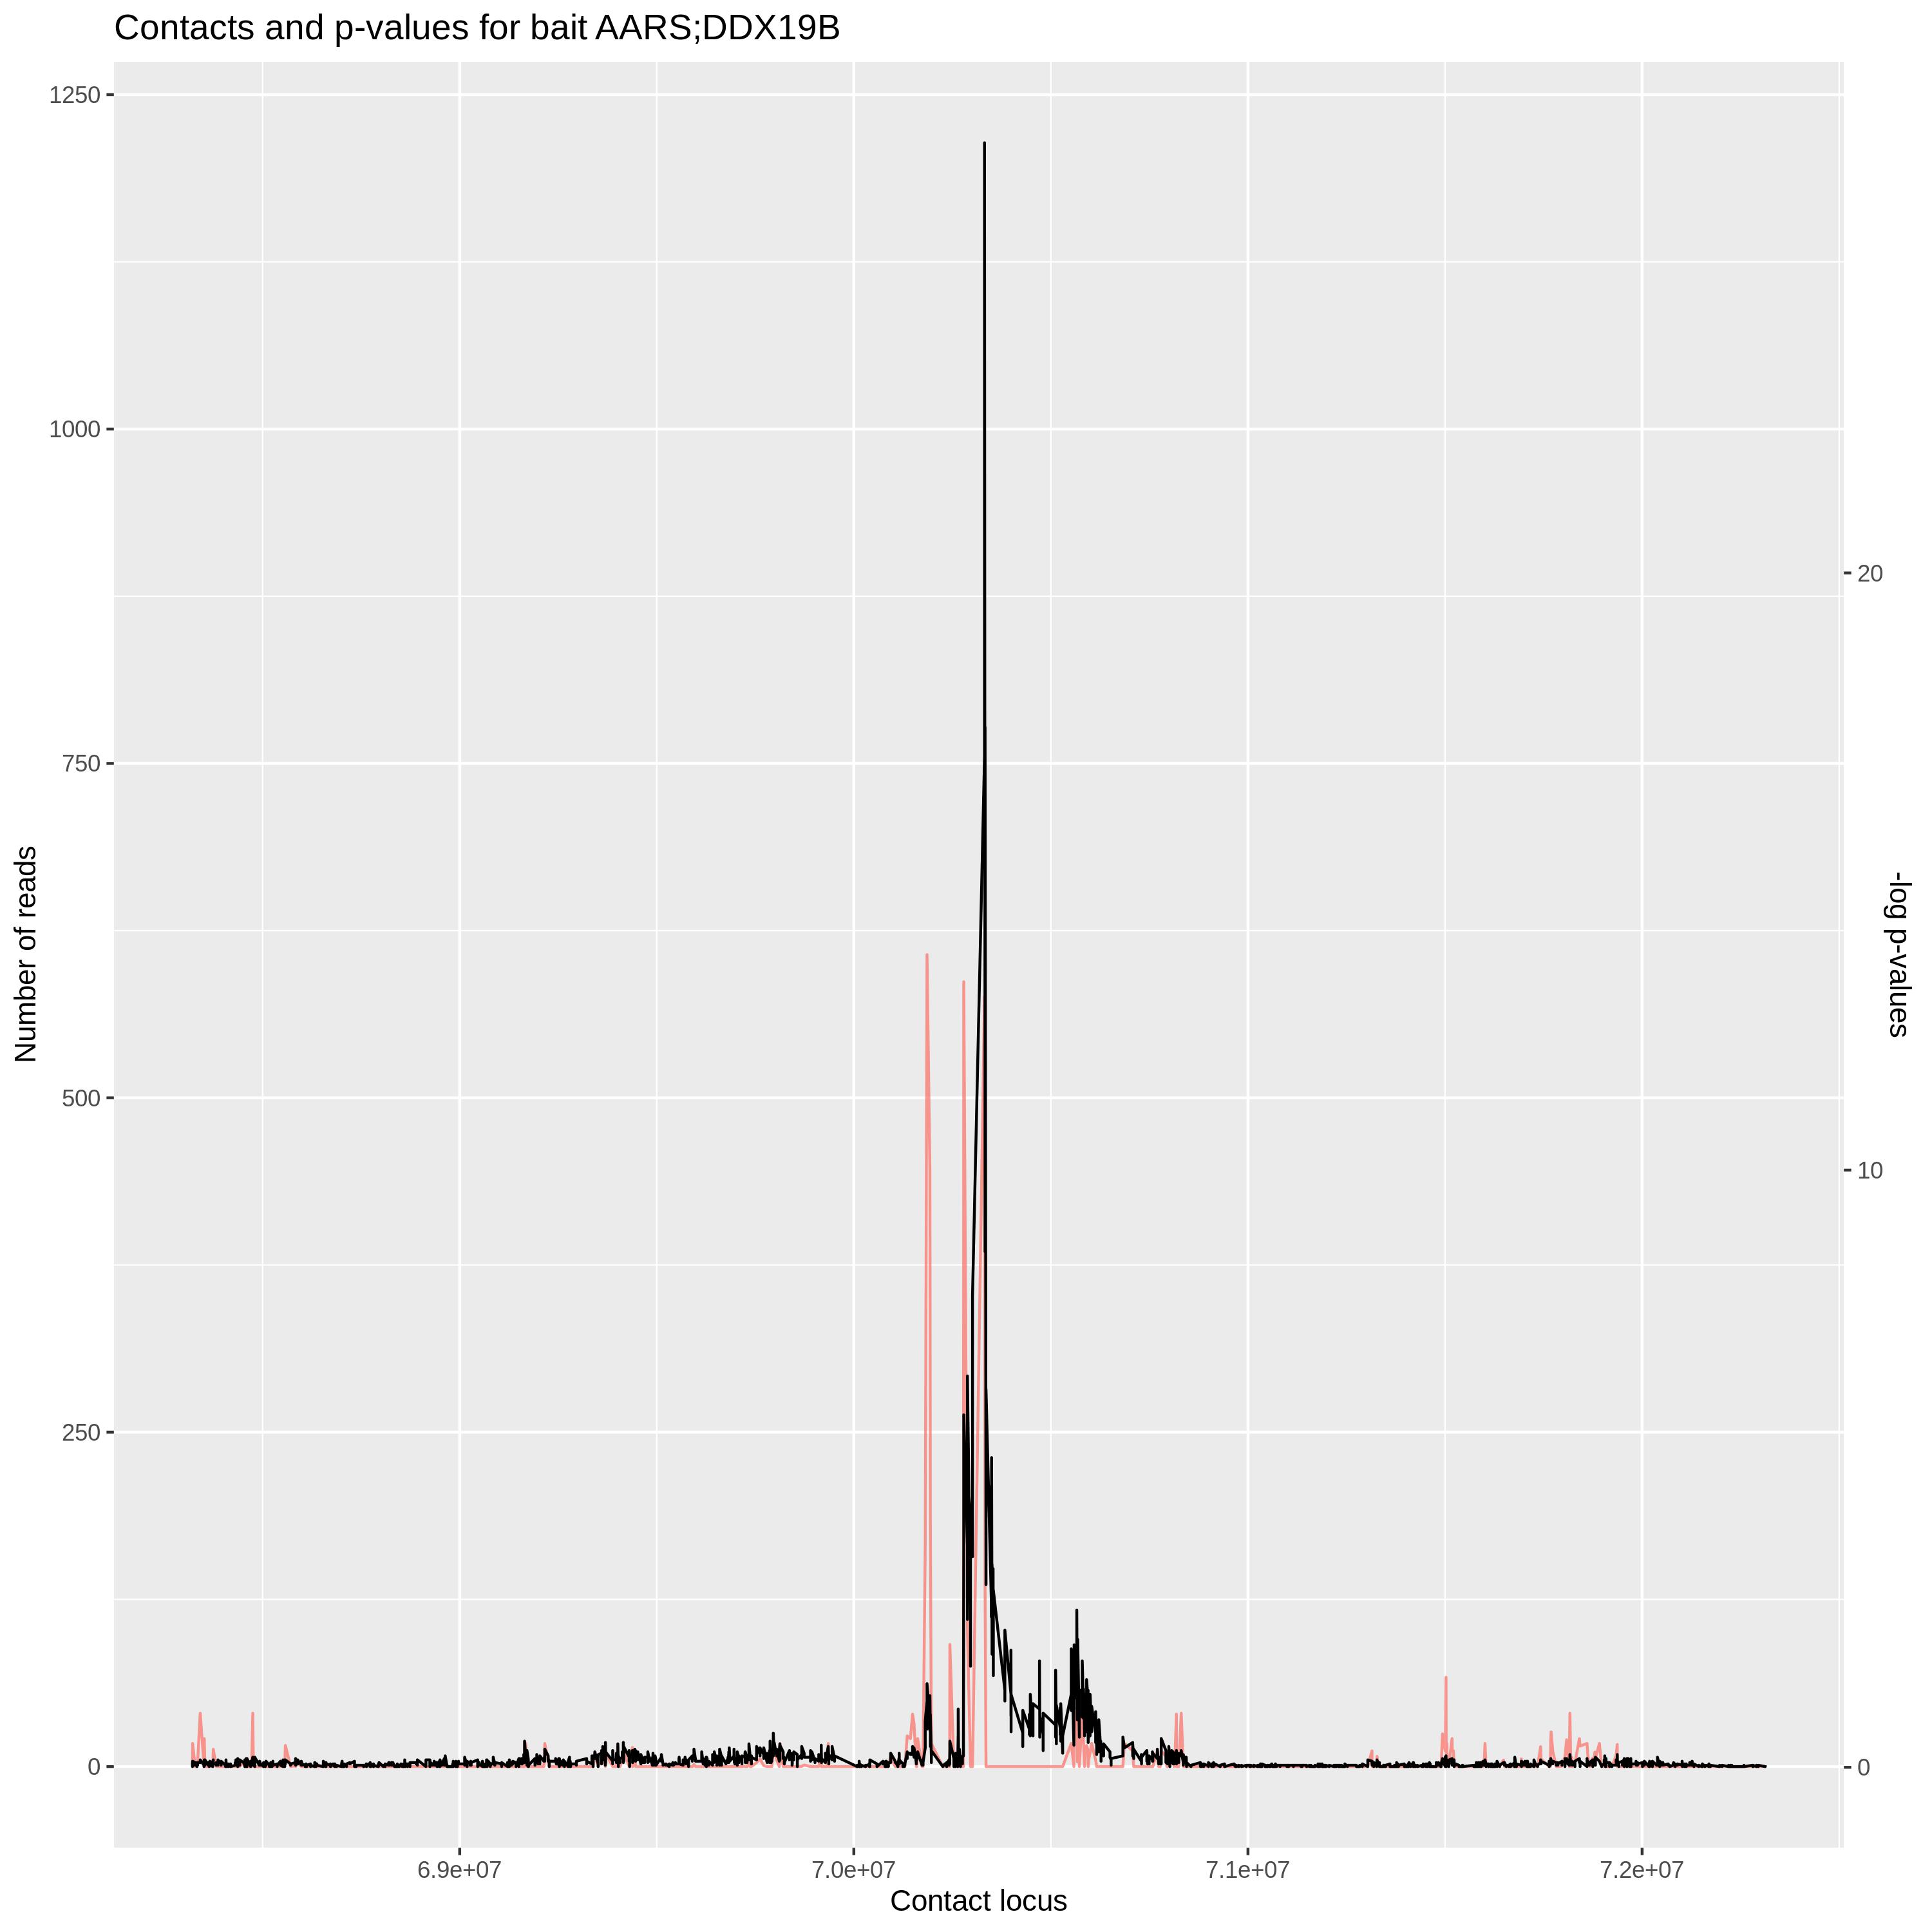 Contacts and p-values for bait AARS;DDX19B
1250
1000
750
500
250
0
Number of reads
20
10
0
-log p-values
6.9e+07
7.0e+07
7.1e+07
7.2e+07
Contact locus